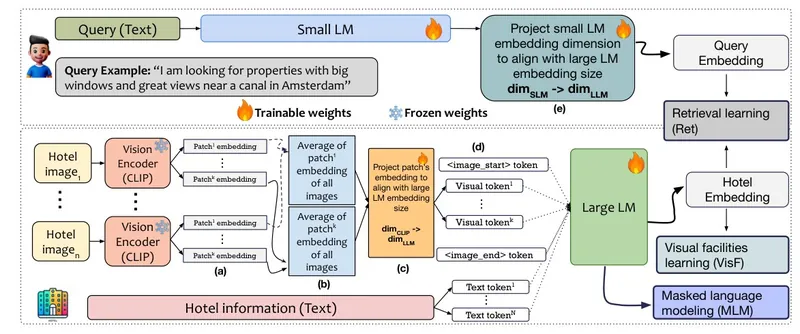 Query (Text)
Small LM
Project small LM
embedding dimension
to align with large LM
embedding size
dimSLM -> dimLLM
(e)
Query
Embedding
Query Example: “I am looking for properties with big
windows and great views near a canal in Amsterdam”
Trainable weights
Frozen weights
Retrieval learning
(Ret)
Hotel
image1
Vision
Encoder
(CLIP)
Patch1 embedding
Patchk embedding
Hotel
imagen
Vision
Encoder
(CLIP)
Patch1 embedding
Patchk embedding
(a)
Average of
patch1
embedding
of all
images
Average of
patchk
embedding
of all
images
(b)
Project patch's
embedding to
align with large
LM embedding
size
dimCLIP ->
dimLLM
(c)
(d)
<image_start> token
Visual token1
Visual tokenk
<image_end> token
Hotel information (Text)
Text token1
Text tokenN
Large LM
Hotel
Embedding
Visual facilities
learning (VisF)
Masked language
modeling (MLM)